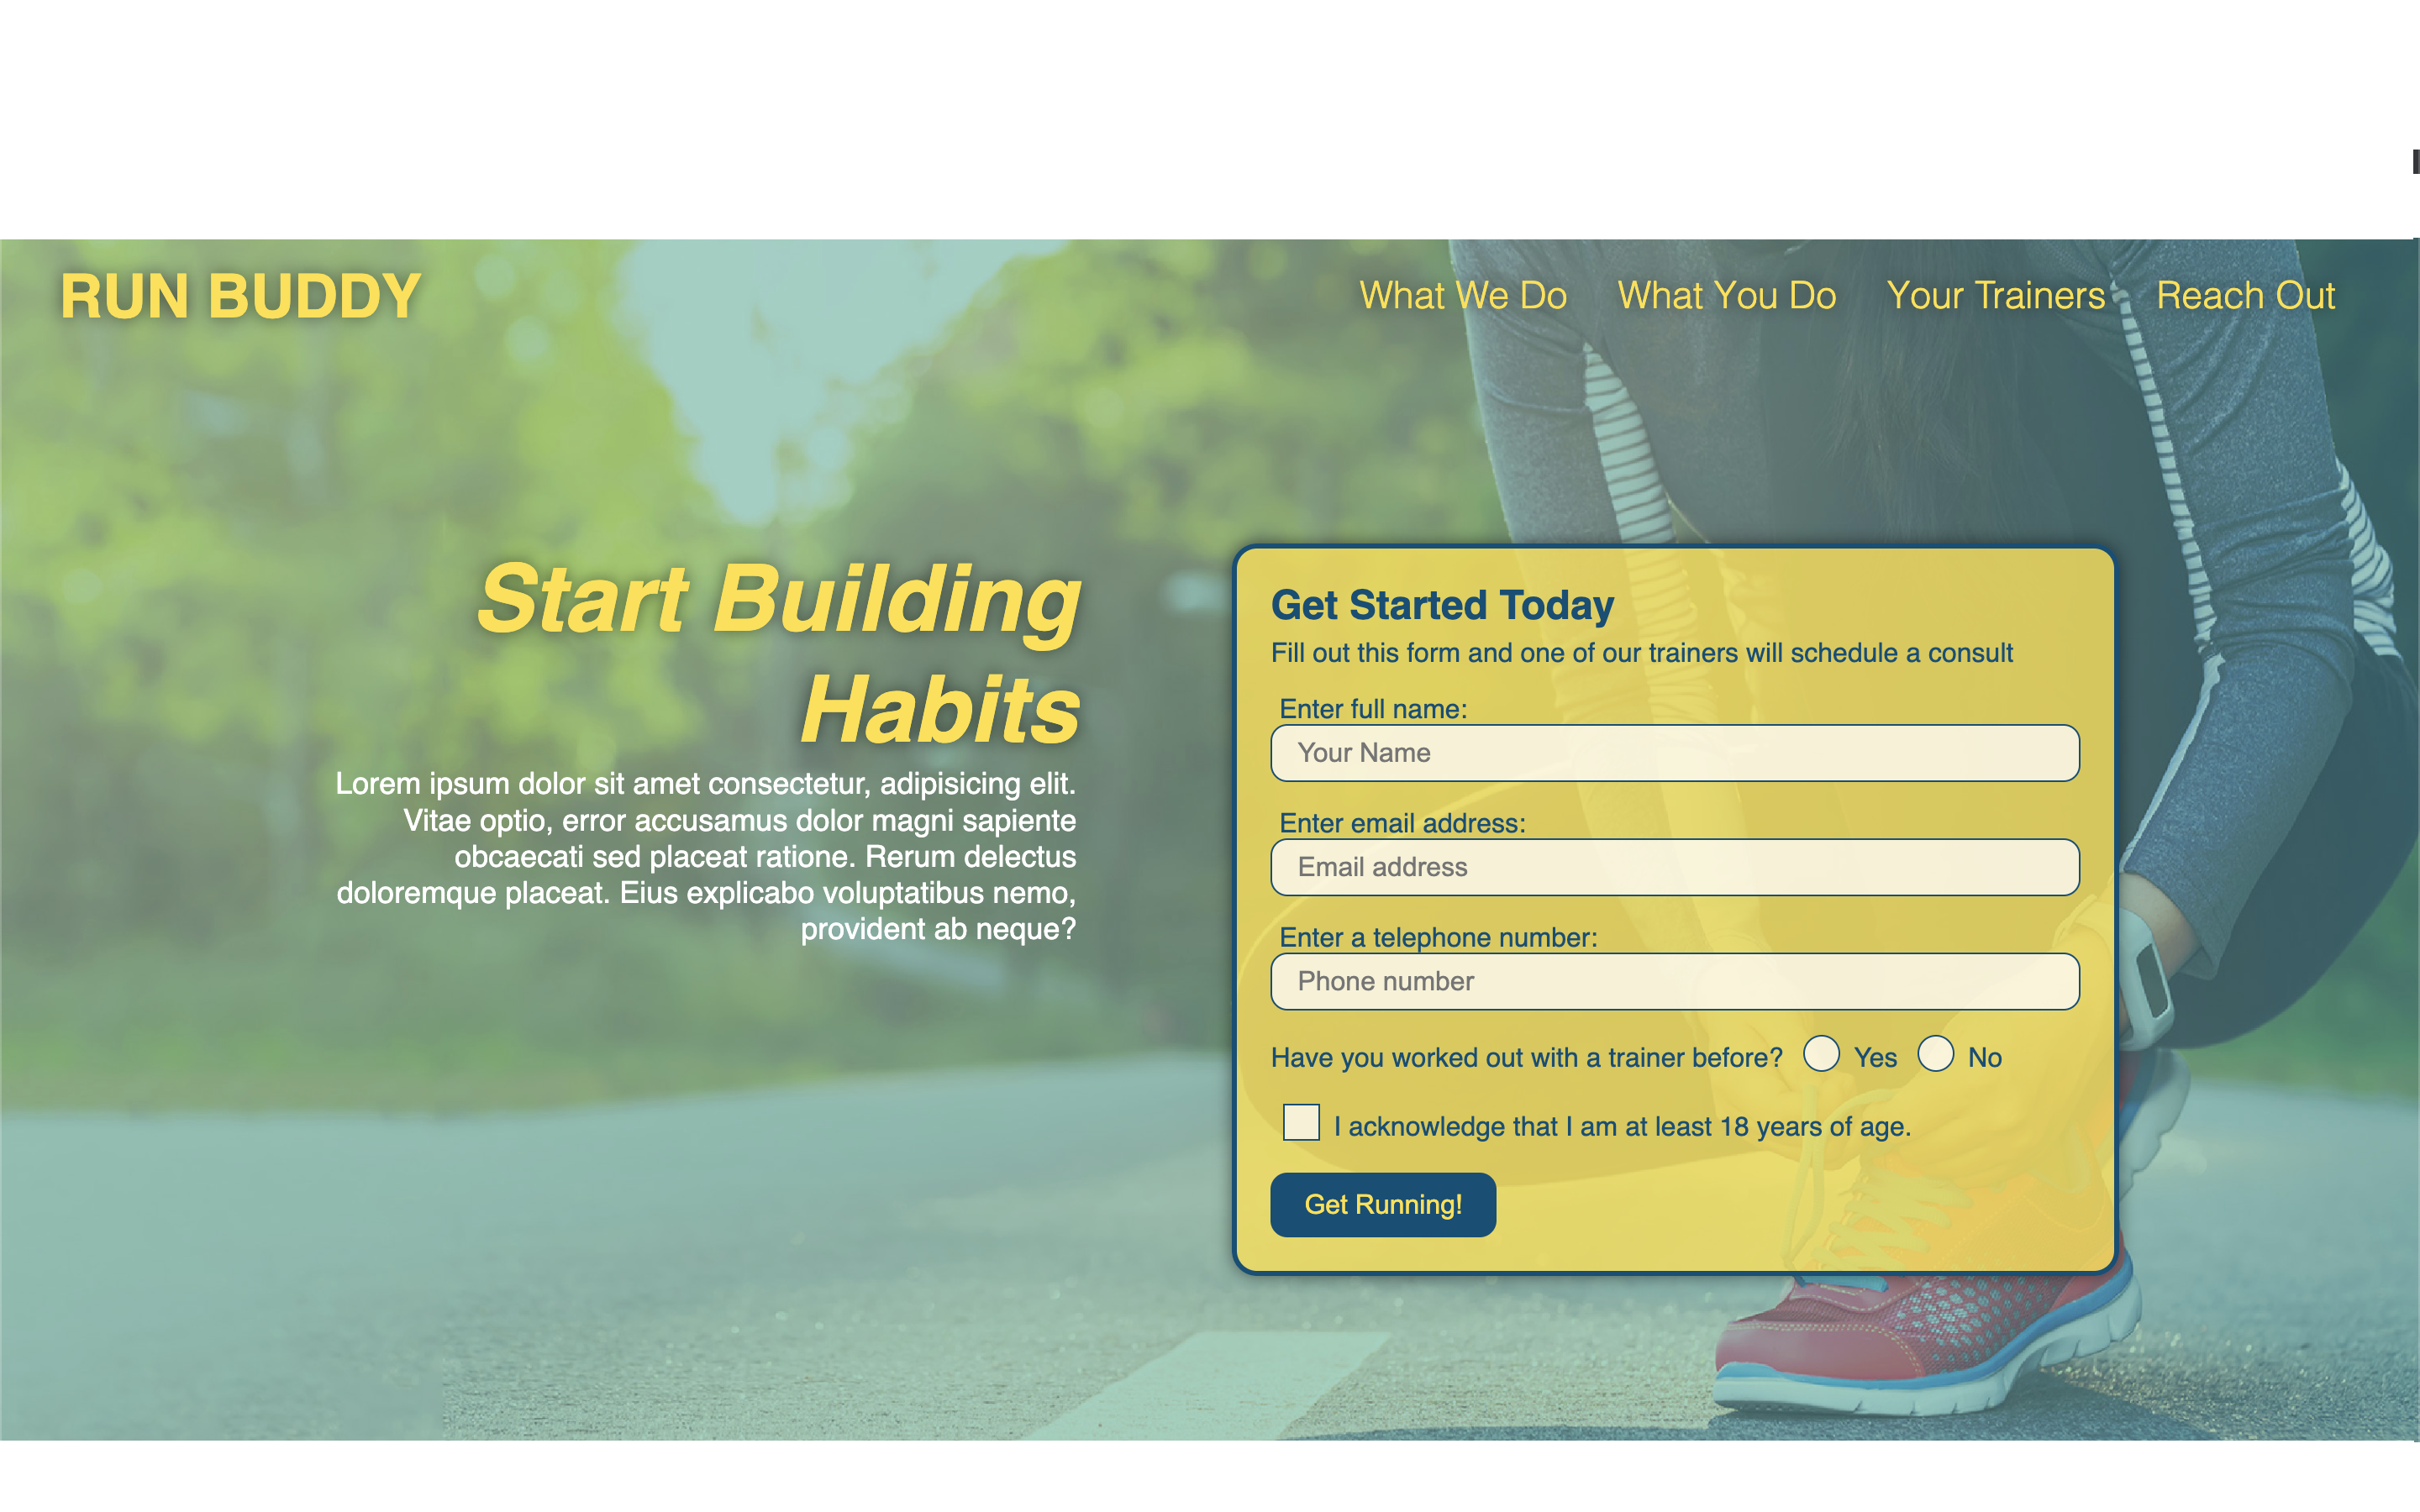 RUN BUDDY
What We Do What You Do Your Trainers Reach Out
Start Building
Habits
Lorem ipsum dolor sit amet consectetur, adipisicing elit.
Vitae optio, error accusamus dolor magni sapiente
obcaecati sed placeat ratione. Rerum delectus
doloremque placeat. Eius explicabo voluptatibus nemo,
provident ab neque?
Get Started Today
Fill out this form and one of our trainers will schedule a consult
Enter full name:
Your Name
Enter email address:
Email address
Enter a telephone number:
Phone number
Have you worked out with a trainer before? Yes No
I acknowledge that I am at least 18 years of age.
Get Running!